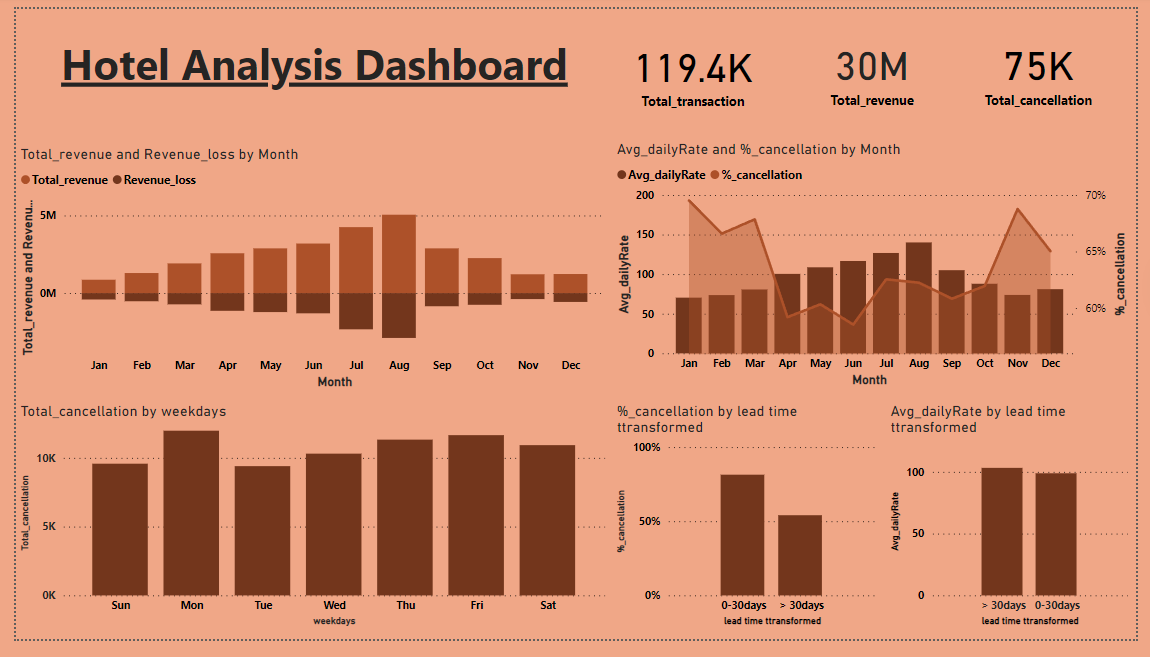 Hotel Analysis Dashboard
119.4K
Total_transaction
30M
Total_revenue
75K
Total_cancellation
Total_revenue and Revenue_loss by Month
Total_revenue Revenue_loss
Total_revenue and Revenu...
5M
0M
Jan Feb Mar Apr May Jun Jul Aug Sep Oct Nov Dec
Month
Avg_dailyRate and %_cancellation by Month
Avg_dailyRate %_cancellation
Avg_dailyRate
200
150
100
50
0
70%
65%
60%
%_cancellation
Jan Feb Mar Apr May Jun Jul Aug Sep Oct Nov Dec
Month
Total_cancellation by weekdays
Total_cancellation
10K
5K
0K
Sun Mon Tue Wed Thu Fri Sat
weekdays
%_cancellation by lead time
ttransformed
%_cancellation
100%
50%
0%
0-30days > 30days
lead time ttransformed
Avg_dailyRate by lead time
ttransformed
Avg_dailyRate
100
50
0
> 30days 0-30days
lead time ttransformed